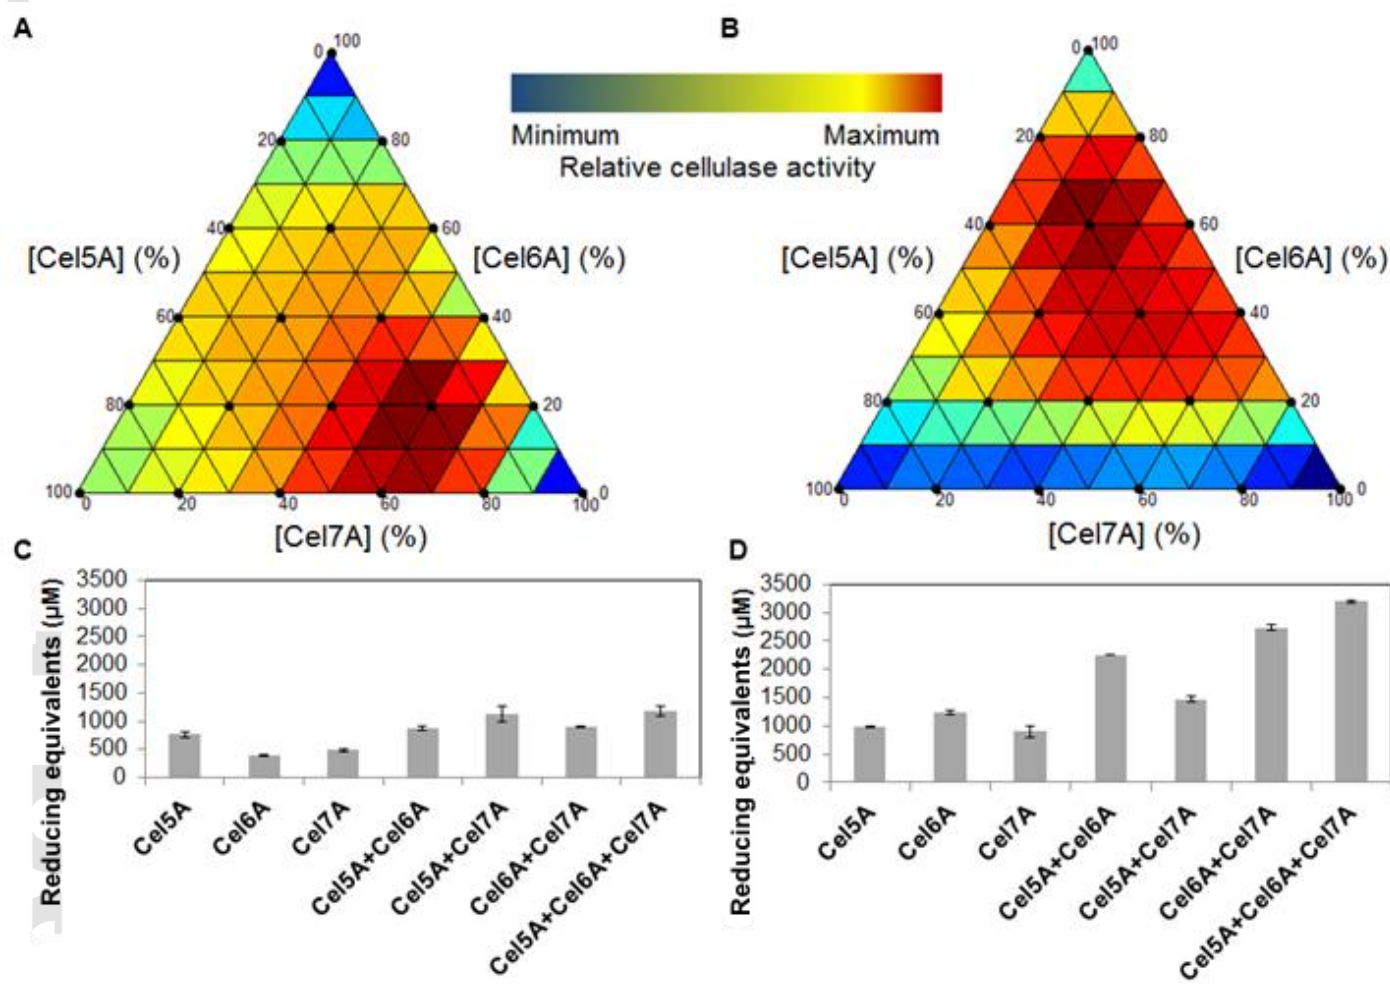 A
B
0 100
0 100
Minimum Maximum
Relative cellulase activity
20 80
20 80
40 60
40 60
[Cel5A] (%) [Cel6A] (%)
[Cel5A] (%) [Cel6A] (%)
60 40
60 40
80 20
80 20
100 0
100 0
0 20 40 60 80 100
0 20 40 60 80 100
[Cel7A] (%)
[Cel7A] (%)
C
Reducing equivalents (µM)
3500
3000
2500
2000
1500
1000
500
0
Cel5A
Cel6A
Cel7A
Cel5A+Cel6A
Cel5A+Cel7A
Cel6A+Cel7A
Cel5A+Cel6A+Cel7A
D
Reducing equivalents (µM)
3500
3000
2500
2000
1500
1000
500
0
Cel5A
Cel6A
Cel7A
Cel5A+Cel6A
Cel5A+Cel7A
Cel6A+Cel7A
Cel5A+Cel6A+Cel7A